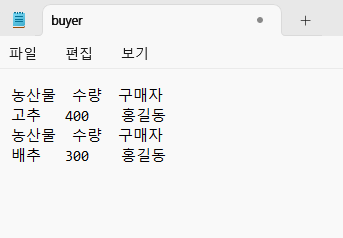 buyer
파일 편집 보기
농산물 수량 구매자
고추 400 홍길동
농산물 수량 구매자
배추 300 홍길동